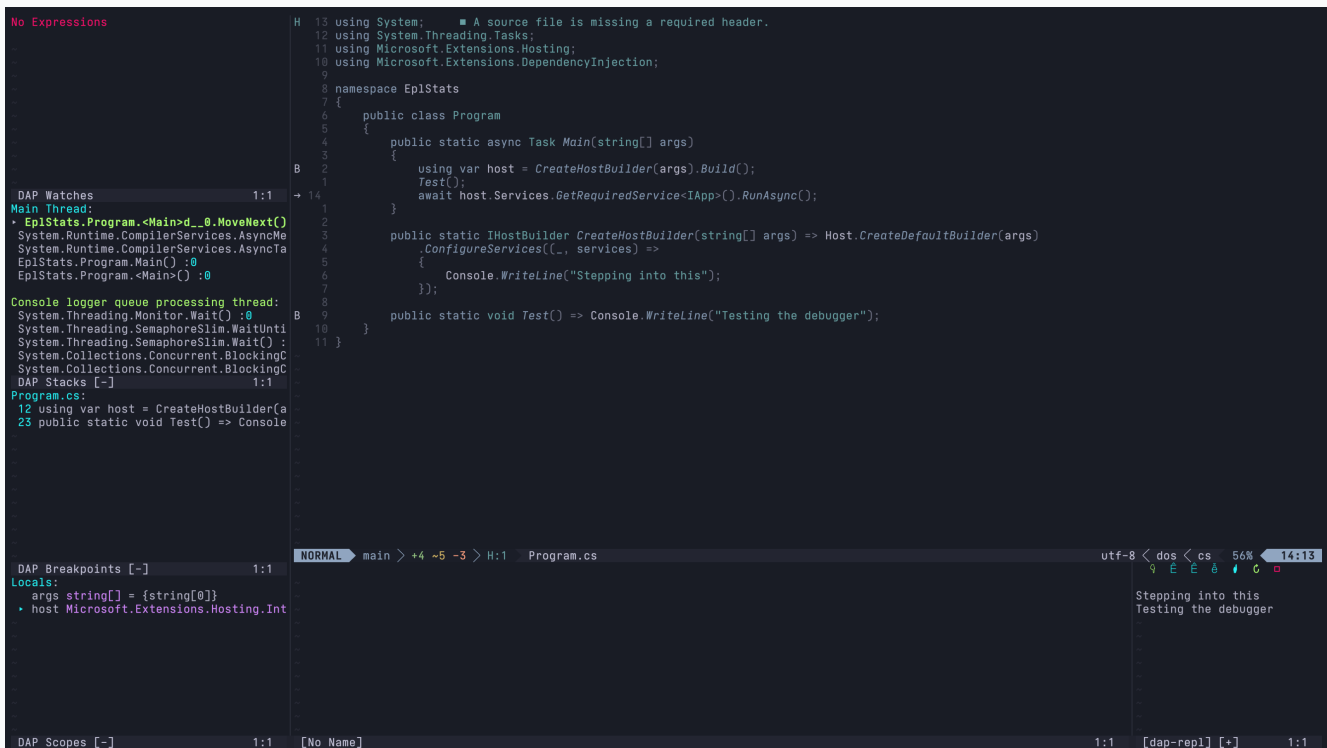 No Expressions
DAP Watches 1:1
Main Thread:
▸ EplStats.Program.<Main>d__0.MoveNext()
System.Runtime.CompilerServices.AsyncMe
System.Runtime.CompilerServices.AsyncTa
EplStats.Program.Main() :0
EplStats.Program.<Main>() :0
Console logger queue processing thread:
System.Threading.Monitor.Wait() :0
System.Threading.SemaphoreSlim.WaitUnti
System.Threading.SemaphoreSlim.Wait() :
System.Collections.Concurrent.BlockingC
System.Collections.Concurrent.BlockingC
DAP Stacks [-] 1:1
Program.cs:
12 using var host = CreateHostBuilder(a
23 public static void Test() => Console
DAP Breakpoints [-] 1:1
Locals:
args string[] = {string[0]}
▸ host Microsoft.Extensions.Hosting.Int
DAP Scopes [-] 1:1
H 13 using System; ■ A source file is missing a required header.
12 using System.Threading.Tasks;
11 using Microsoft.Extensions.Hosting;
10 using Microsoft.Extensions.DependencyInjection;
9
8 namespace EplStats
7 {
6 public class Program
5 {
4 public static async Task Main(string[] args)
3 {
B 2 using var host = CreateHostBuilder(args).Build();
1 Test();
→ 14 await host.Services.GetRequiredService<IApp>().RunAsync();
1 }
2
3 public static IHostBuilder CreateHostBuilder(string[] args) => Host.CreateDefaultBuilder(args)
4 .ConfigureServices((_, services) =>
5 {
6 Console.WriteLine("Stepping into this");
7 });
8
B 9 public static void Test() => Console.WriteLine("Testing the debugger");
10 }
11 }
NORMAL main > +4 ~5 -3 > H:1 Program.cs utf-8 < dos < cs 56% 14:13
Stepping into this
Testing the debugger
[No Name] 1:1
[dap-repl] [+] 1:1